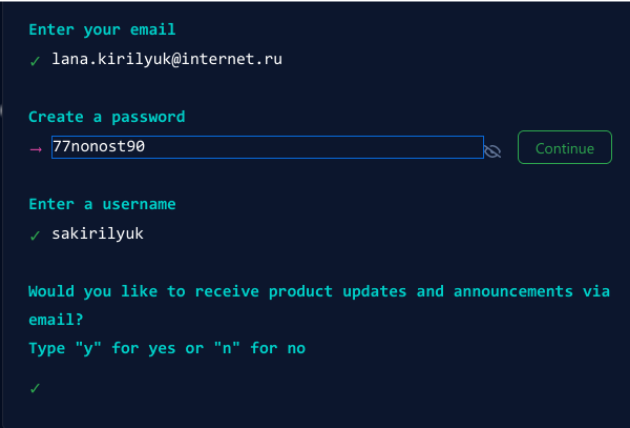 Enter your email
✓ lana.kirilyuk@internet.ru
Create a password
→ 77nonost90
Continue
Enter a username
✓ sakirilyuk
Would you like to receive product updates and announcements via
email?
Type "y" for yes or "n" for no
✓